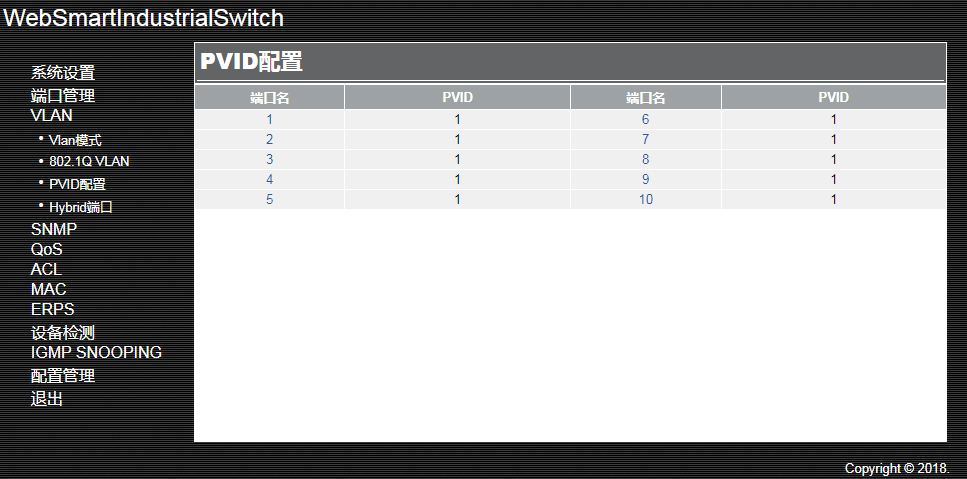 WebSmartIndustrialSwitch
系统设置
端口管理
VLAN
• Vlan模式
• 802.1Q VLAN
• PVID配置
• Hybrid端口
SNMP
QoS
ACL
MAC
ERPS
设备检测
IGMP SNOOPING
配置管理
退出
PVID配置
端口名 PVID 端口名 PVID
1 1 6 1
2 1 7 1
3 1 8 1
4 1 9 1
5 1 10 1
Copyright © 2018.